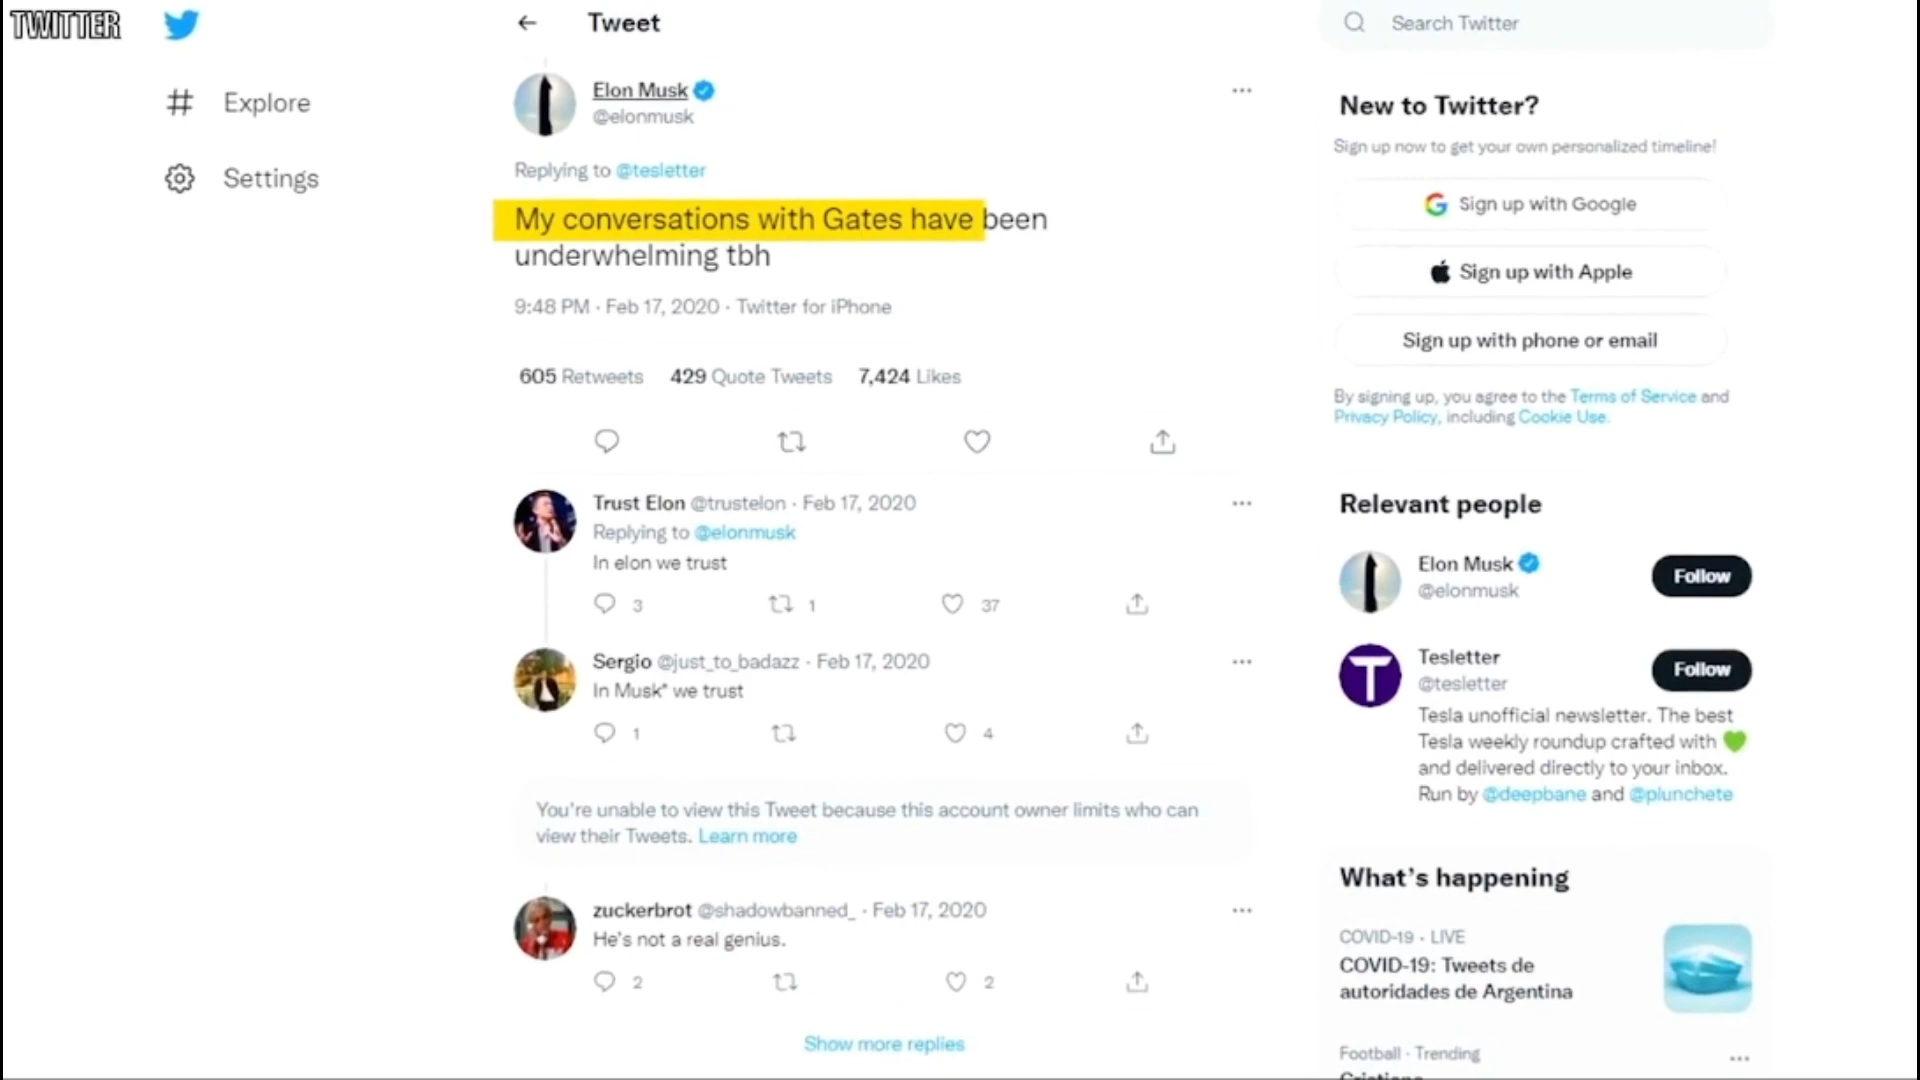 TWITTER
Explore
Settings
Tweet
Elon Musk
@elonmusk
Replying to @tesletter
My conversations with Gates have been
underwhelming tbh
9:48 PM · Feb 17, 2020 · Twitter for iPhone
605 Retweets 429 Quote Tweets 7,424 Likes
Trust Elon @trustelon · Feb 17, 2020
Replying to @elonmusk
In elon we trust
3 1 37
Sergio @just_to_badazz · Feb 17, 2020
In Musk* we trust
1 4
You're unable to view this Tweet because this account owner limits who can
view their Tweets. Learn more
zuckerbrot @shadowbanned_ · Feb 17, 2020
He's not a real genius.
2 2
Show more replies
Search Twitter
New to Twitter?
Sign up now to get your own personalized timeline!
Sign up with Google
Sign up with Apple
Sign up with phone or email
By signing up, you agree to the Terms of Service and
Privacy Policy, including Cookie Use.
Relevant people
Elon Musk
@elonmusk
Follow
Tesletter
@tesletter
Follow
Tesla unofficial newsletter. The best
Tesla weekly roundup crafted with 💚
and delivered directly to your inbox.
Run by @deepbane and @plunchete
What's happening
COVID-19 · LIVE
COVID-19: Tweets de
autoridades de Argentina
Football · Trending